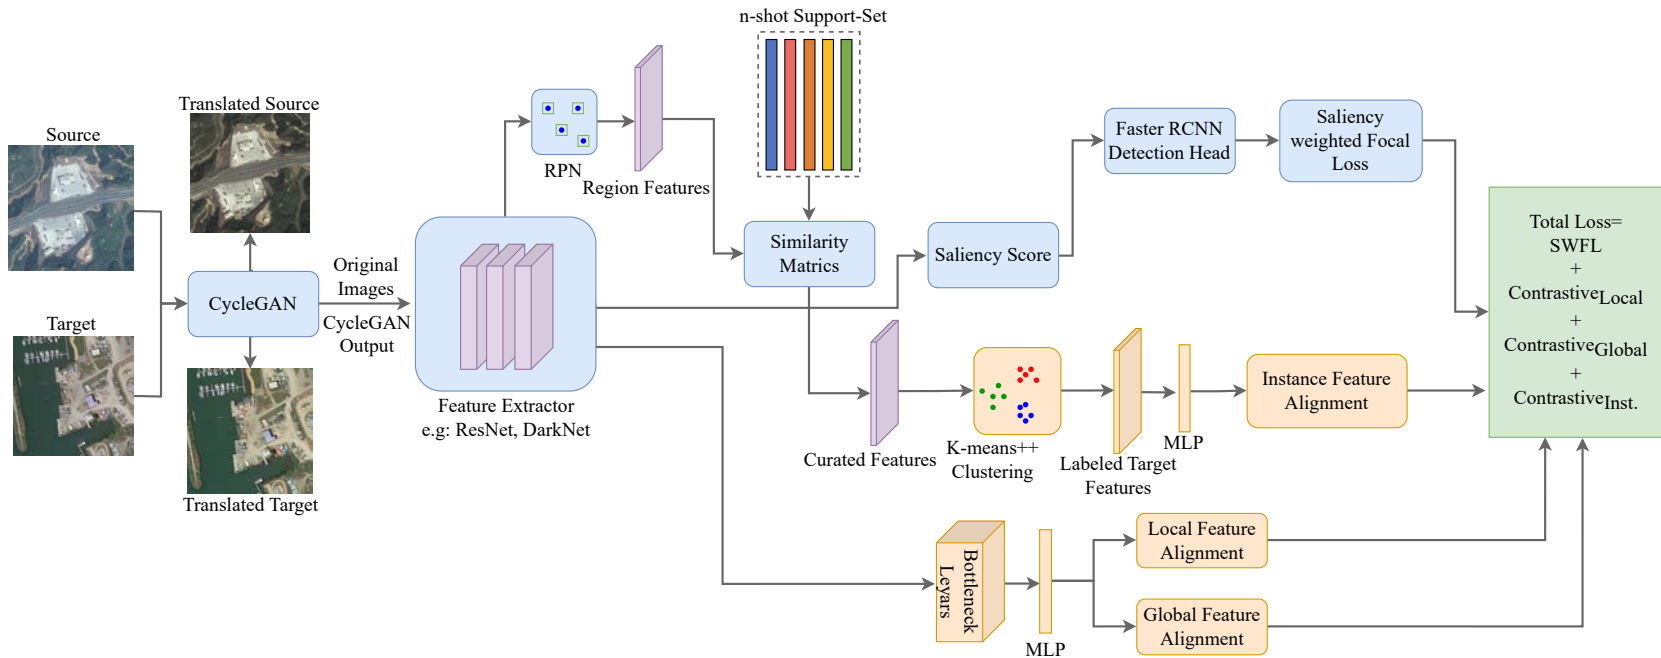 n-shot Support-Set
Translated Source
Source
RPN
Region Features
Faster RCNN
Detection Head
Saliency
weighted Focal
Loss
Similarity
Matrics
Saliency Score
Original
Images
CycleGAN
CycleGAN
Output
Target
Translated Target
Feature Extractor
e.g: ResNet, DarkNet
Curated Features
K-means++
Clustering
Labeled Target
Features
MLP
Instance Feature
Alignment
Total Loss=
SWFL
+
ContrastiveLocal
+
ContrastiveGlobal
+
ContrastiveInst.
Bottleneck
Leyars
MLP
Local Feature
Alignment
Global Feature
Alignment